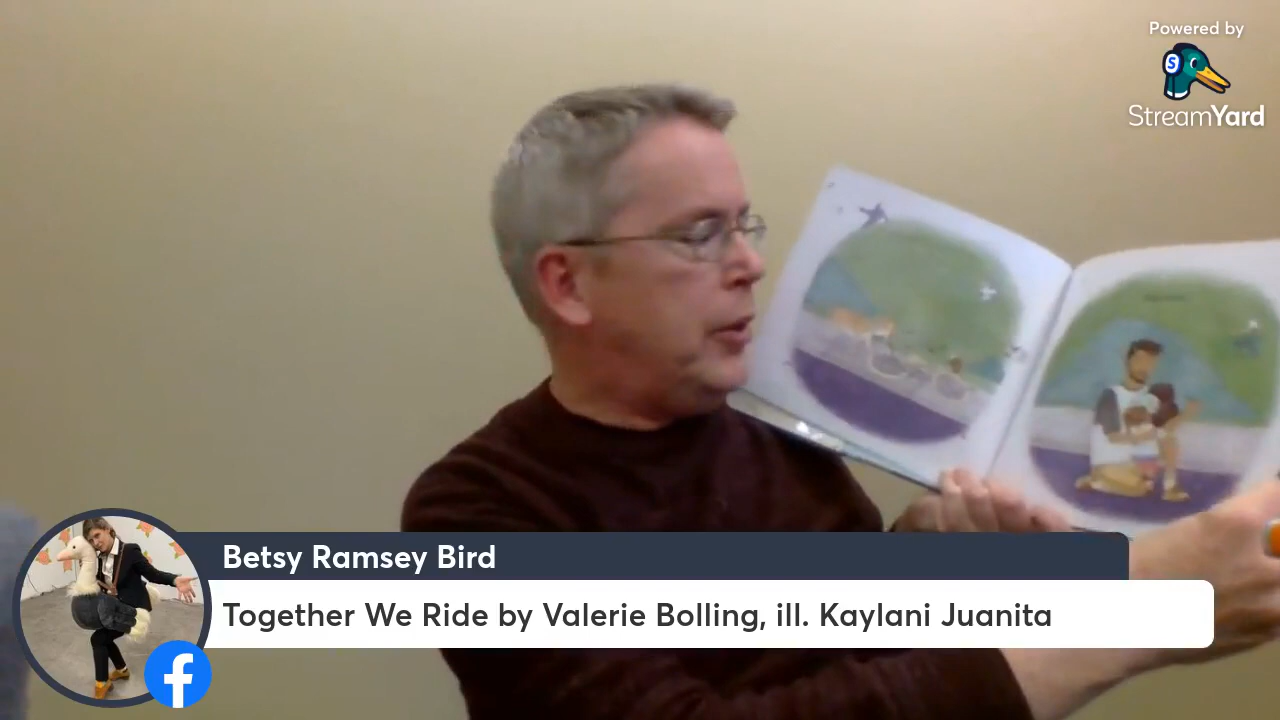 Powered by
S
StreamYard
Betsy Ramsey Bird
Together We Ride by Valerie Bolling, ill. Kaylani Juanita